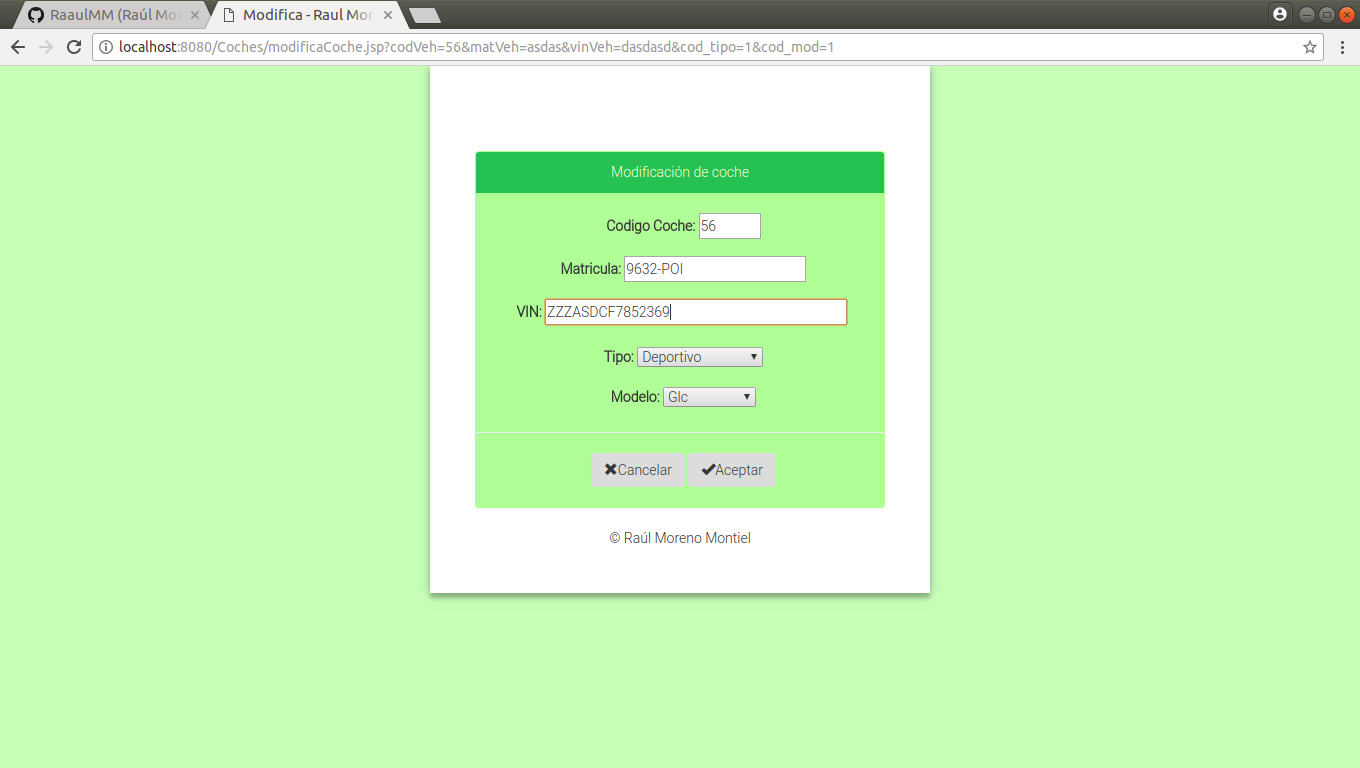 RaaulMM (Raúl Mor
Modifica - Raul Mor
localhost:8080/Coches/modificaCoche.jsp?codVeh=56&matVeh=asdas&vinVeh=dasdasd&cod_tipo=1&cod_mod=1
Modificación de coche
Codigo Coche: 56
Matricula: 9632-POI
VIN: ZZZASDCF7852369
Tipo: Deportivo
Modelo: Glc
Cancelar Aceptar
© Raúl Moreno Montiel